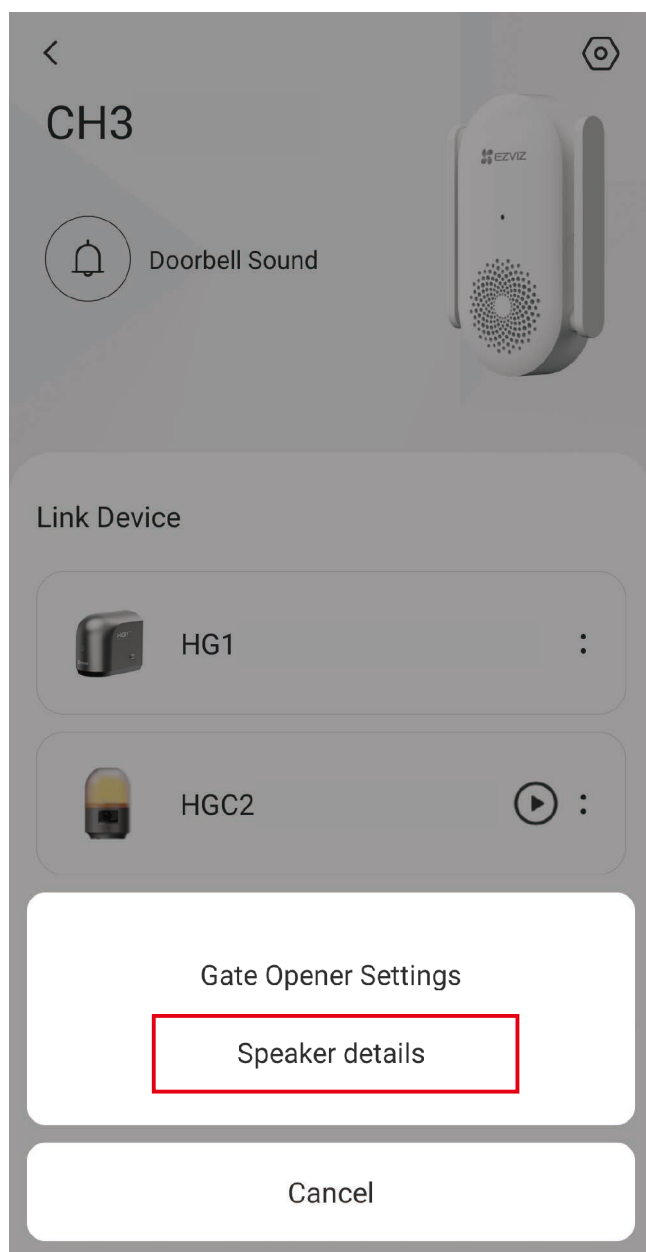 CH3
EZVIZ
Doorbell Sound
Link Device
HG1
HGC2
Gate Opener Settings
Speaker details
Cancel